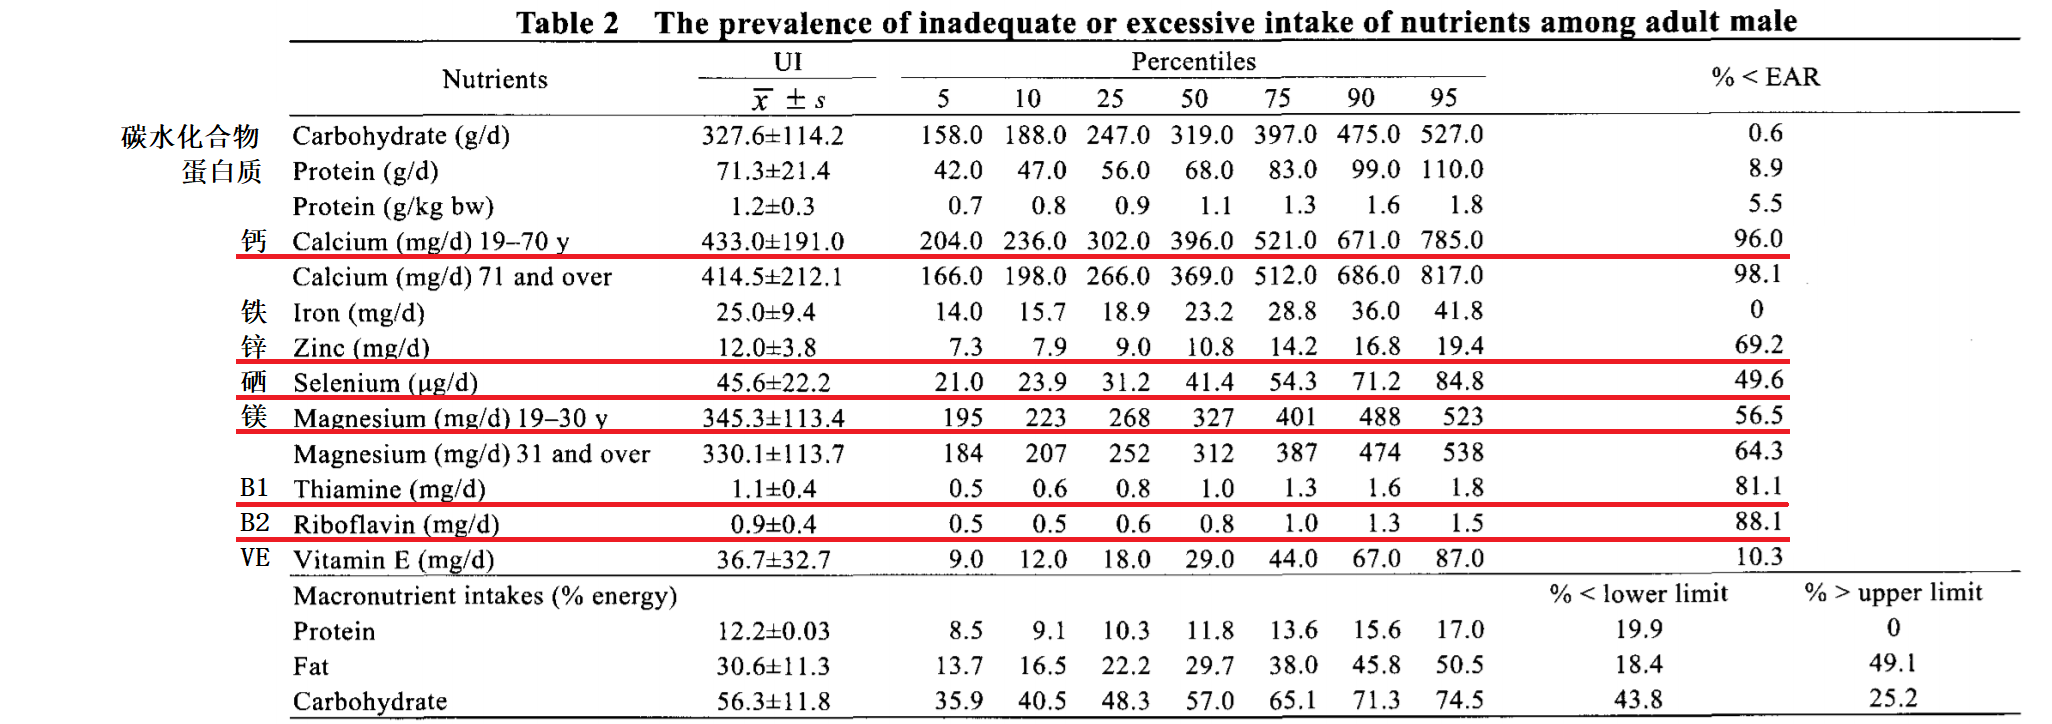 Table 2 The prevalence of inadequate or excessive intake of nutrients among adult male
Nutrients UI Percentiles % < EAR
x̄ ± s 5 10 25 50 75 90 95
碳水化合物 Carbohydrate (g/d) 327.6±114.2 158.0 188.0 247.0 319.0 397.0 475.0 527.0 0.6
蛋白质 Protein (g/d) 71.3±21.4 42.0 47.0 56.0 68.0 83.0 99.0 110.0 8.9
Protein (g/kg bw) 1.2±0.3 0.7 0.8 0.9 1.1 1.3 1.6 1.8 5.5
钙 Calcium (mg/d) 19–70 y 433.0±191.0 204.0 236.0 302.0 396.0 521.0 671.0 785.0 96.0
Calcium (mg/d) 71 and over 414.5±212.1 166.0 198.0 266.0 369.0 512.0 686.0 817.0 98.1
铁 Iron (mg/d) 25.0±9.4 14.0 15.7 18.9 23.2 28.8 36.0 41.8 0
锌 Zinc (mg/d) 12.0±3.8 7.3 7.9 9.0 10.8 14.2 16.8 19.4 69.2
硒 Selenium (μg/d) 45.6±22.2 21.0 23.9 31.2 41.4 54.3 71.2 84.8 49.6
镁 Magnesium (mg/d) 19–30 y 345.3±113.4 195 223 268 327 401 488 523 56.5
Magnesium (mg/d) 31 and over 330.1±113.7 184 207 252 312 387 474 538 64.3
B1 Thiamine (mg/d) 1.1±0.4 0.5 0.6 0.8 1.0 1.3 1.6 1.8 81.1
B2 Riboflavin (mg/d) 0.9±0.4 0.5 0.5 0.6 0.8 1.0 1.3 1.5 88.1
VE Vitamin E (mg/d) 36.7±32.7 9.0 12.0 18.0 29.0 44.0 67.0 87.0 10.3
Macronutrient intakes (% energy) % < lower limit % > upper limit
Protein 12.2±0.03 8.5 9.1 10.3 11.8 13.6 15.6 17.0 19.9 0
Fat 30.6±11.3 13.7 16.5 22.2 29.7 38.0 45.8 50.5 18.4 49.1
Carbohydrate 56.3±11.8 35.9 40.5 48.3 57.0 65.1 71.3 74.5 43.8 25.2